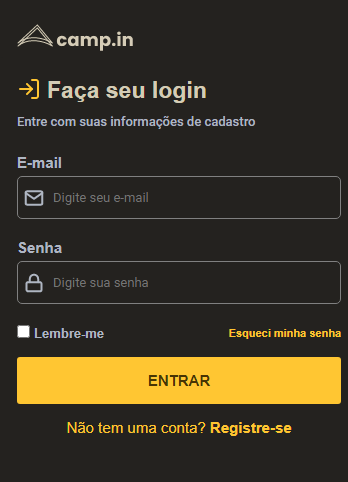 camp.in
Faça seu login
Entre com suas informações de cadastro
E-mail
Digite seu e-mail
Senha
Digite sua senha
Lembre-me Esqueci minha senha
ENTRAR
Não tem uma conta? Registre-se